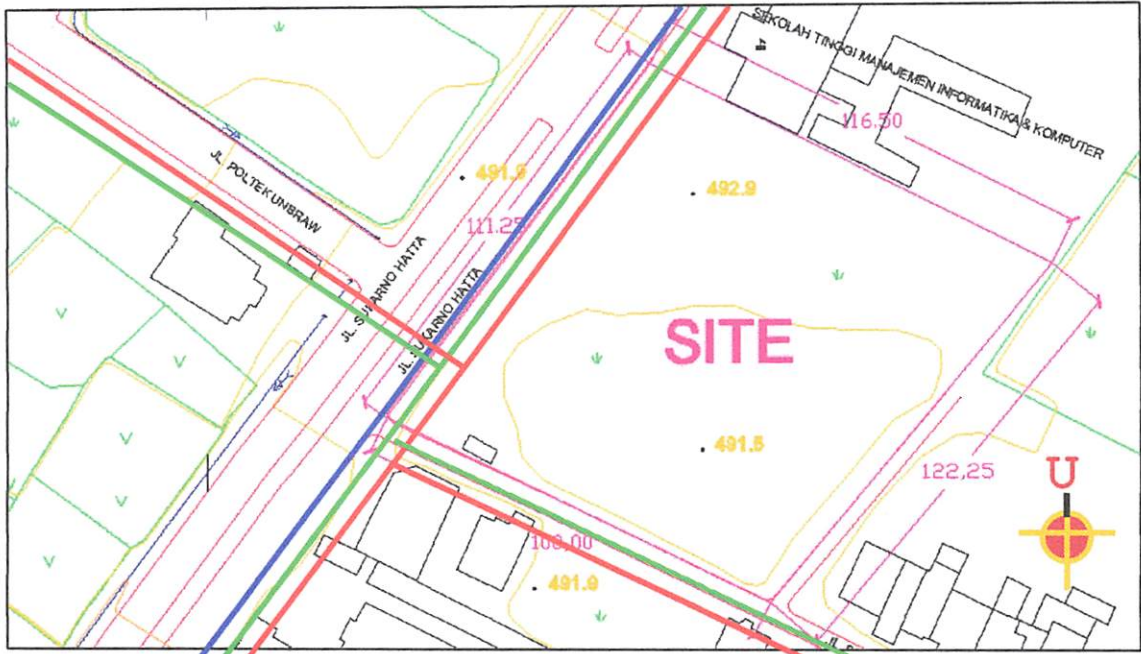 SEKOLAH TINGGI MANAJEMEN INFORMATIKA & KOMPUTER
116.50
JL. POLTEK UNBRAW
491.9
492.9
111.25
JL. SUKARNO HATTA
JL. SUKARNO HATTA
SITE
491.5
122,25
U
100,00
491.9